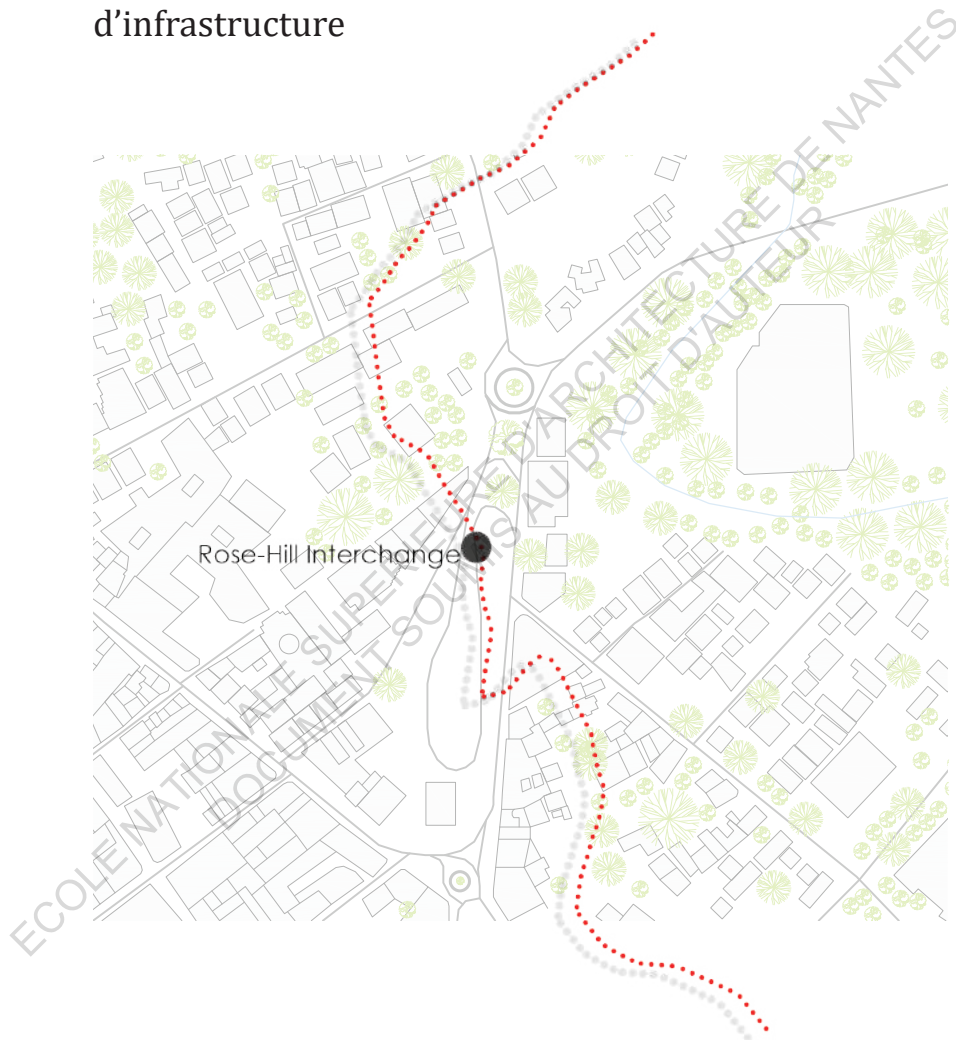 d’infrastructure
Rose-Hill Interchange
ECOLE NATIONALE SUPERIEURE D'ARCHITECTURE DE NANTES
DOCUMENT SOUMIS AU DROIT D'AUTEUR